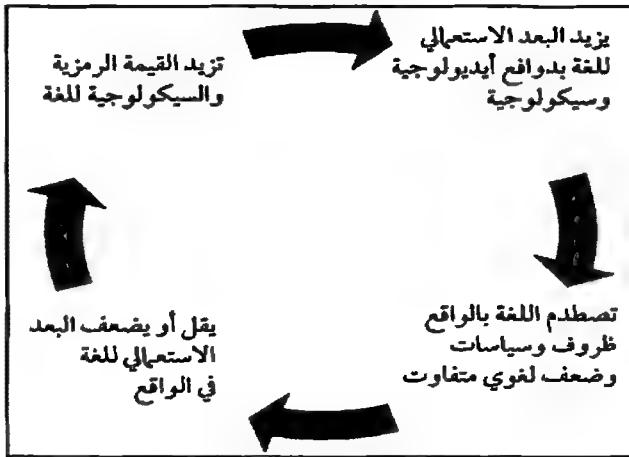 يزيد البعد الاستعمالي
للغة بدوافع أيديولوجية
وسيكولوجية
تصطدم اللغة بالواقع
ظروف وسياسات
وضعف لغوي متفاوت
يقل أو يضعف البعد
الاستعمالي للغة
في الواقع
تزيد القيمة الرمزية
والسيكولوجية للغة